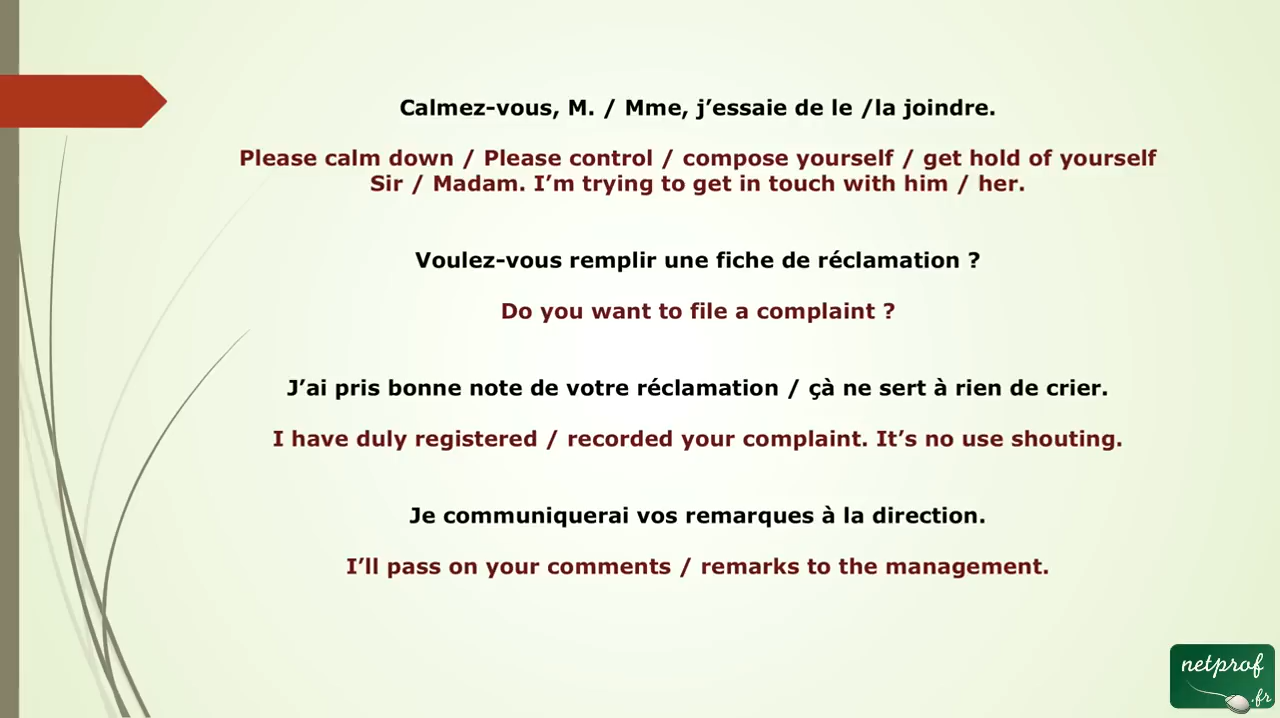 Calmez-vous, M. / Mme, j’essaie de le /la joindre.
Please calm down / Please control / compose yourself / get hold of yourself
Sir / Madam. I’m trying to get in touch with him / her.
Voulez-vous remplir une fiche de réclamation ?
Do you want to file a complaint ?
J’ai pris bonne note de votre réclamation / çà ne sert à rien de crier.
I have duly registered / recorded your complaint. It’s no use shouting.
Je communiquerai vos remarques à la direction.
I’ll pass on your comments / remarks to the management.
netprof
.fr